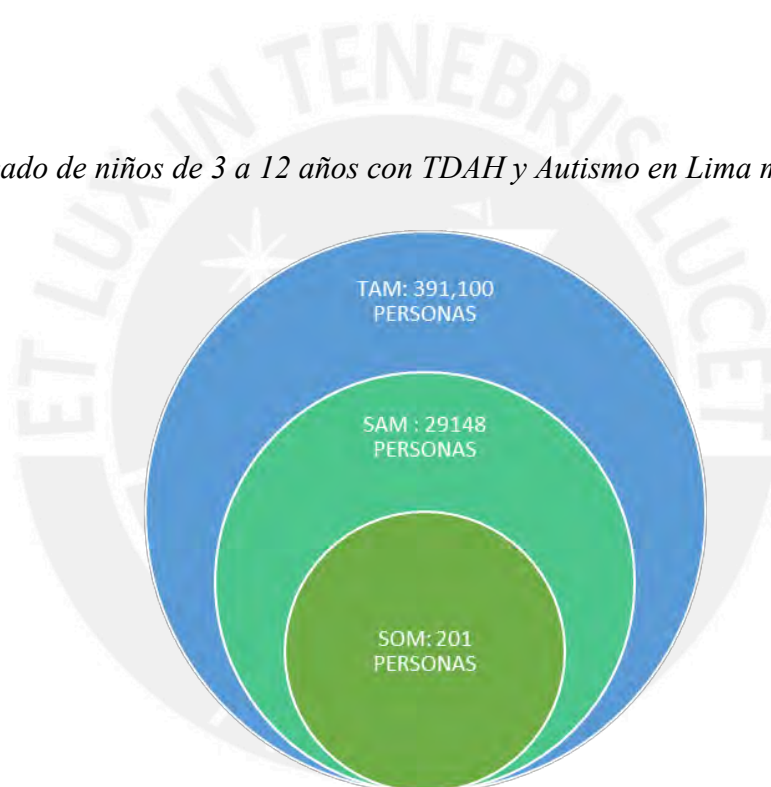 ET LUX IN TENEBRIS LUCET
ado de niños de 3 a 12 años con TDAH y Autismo en Lima m
TAM: 391,100
PERSONAS
SAM : 29148
PERSONAS
SOM: 201
PERSONAS